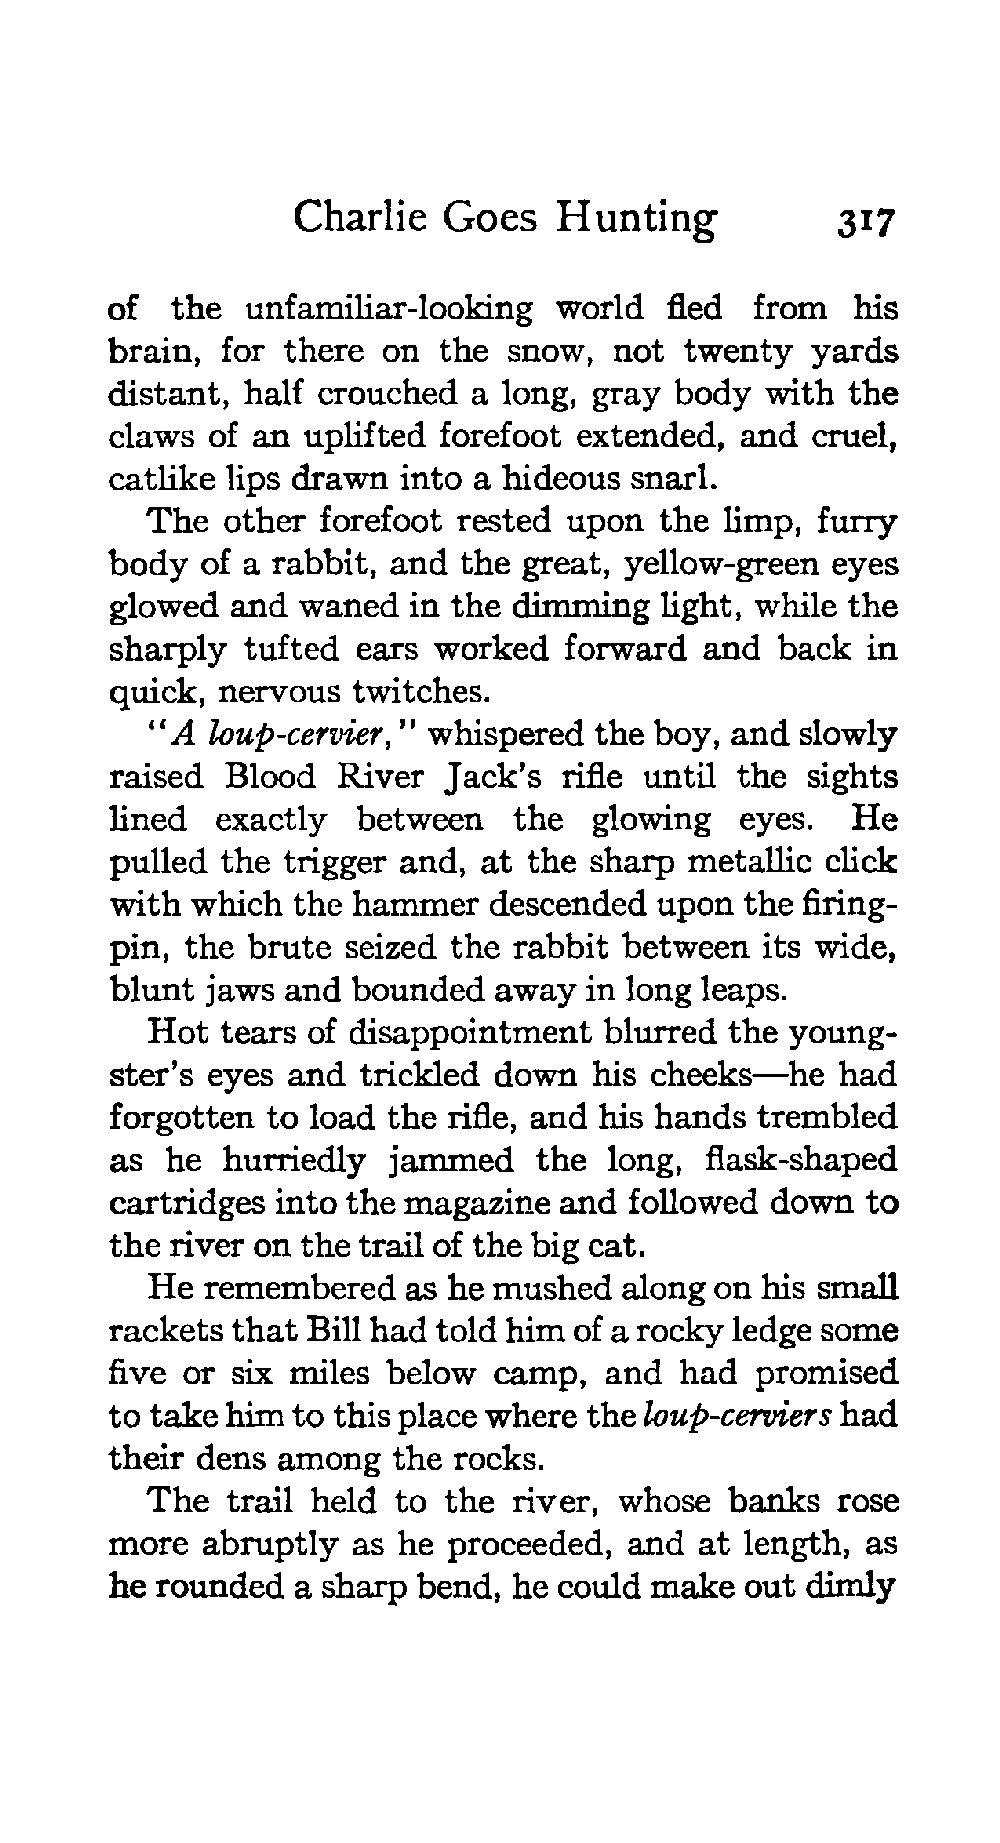 Charlie Goes Hunting 317
of the unfamiliar-looking world fled from his
brain, for there on the snow, not twenty yards
distant, half crouched a long, gray body with the
claws of an uplifted forefoot extended, and cruel,
catlike lips drawn into a hideous snarl.
The other forefoot rested upon the limp, furry
body of a rabbit, and the great, yellow-green eyes
glowed and waned in the dimming light, while the
sharply tufted ears worked forward and back in
quick, nervous twitches.
“A loup-cervier,” whispered the boy, and slowly
raised Blood River Jack’s rifle until the sights
lined exactly between the glowing eyes. He
pulled the trigger and, at the sharp metallic click
with which the hammer descended upon the firing-
pin, the brute seized the rabbit between its wide,
blunt jaws and bounded away in long leaps.
Hot tears of disappointment blurred the young-
ster’s eyes and trickled down his cheeks—he had
forgotten to load the rifle, and his hands trembled
as he hurriedly jammed the long, flask-shaped
cartridges into the magazine and followed down to
the river on the trail of the big cat.
He remembered as he mushed along on his small
rackets that Bill had told him of a rocky ledge some
five or six miles below camp, and had promised
to take him to this place where the loup-cerviers had
their dens among the rocks.
The trail held to the river, whose banks rose
more abruptly as he proceeded, and at length, as
he rounded a sharp bend, he could make out dimly